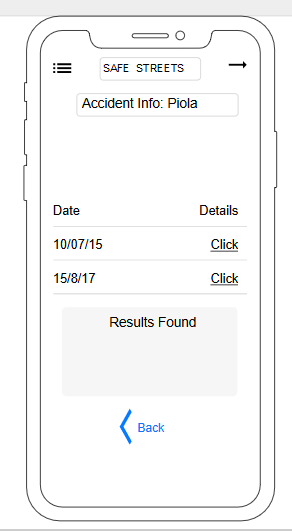 SAFE STREETS
Accident Info: Piola
Date Details
10/07/15 Click
15/8/17 Click
Results Found
Back